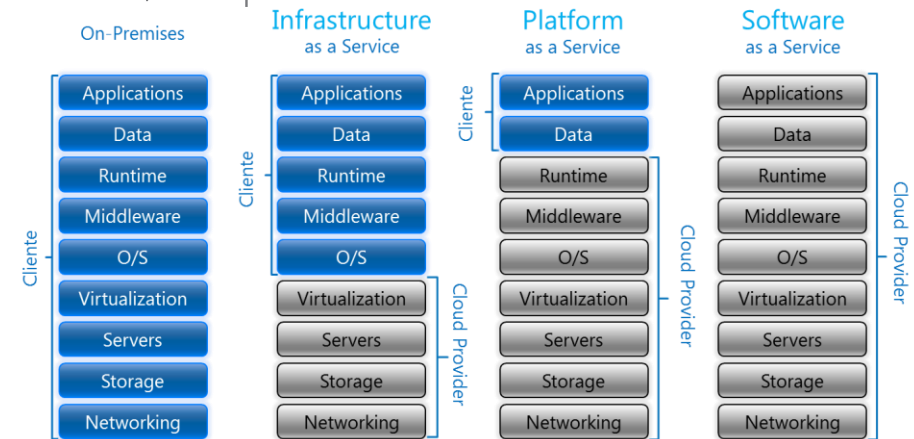 On-Premises
Cliente
Applications
Data
Runtime
Middleware
O/S
Virtualization
Servers
Storage
Networking
Infrastructure
as a Service
Cliente
Applications
Data
Runtime
Middleware
O/S
Virtualization
Servers
Storage
Networking
Cloud Provider
Platform
as a Service
Cliente
Applications
Data
Runtime
Middleware
O/S
Virtualization
Servers
Storage
Networking
Cloud Provider
Software
as a Service
Applications
Data
Runtime
Middleware
O/S
Virtualization
Servers
Storage
Networking
Cloud Provider